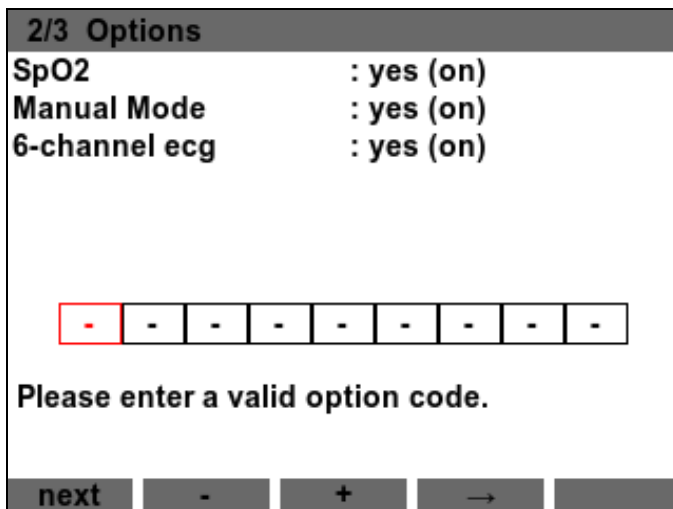 2/3 Options
SpO2 : yes (on)
Manual Mode : yes (on)
6-channel ecg : yes (on)
- - - - - - - - -
Please enter a valid option code.
next - + →